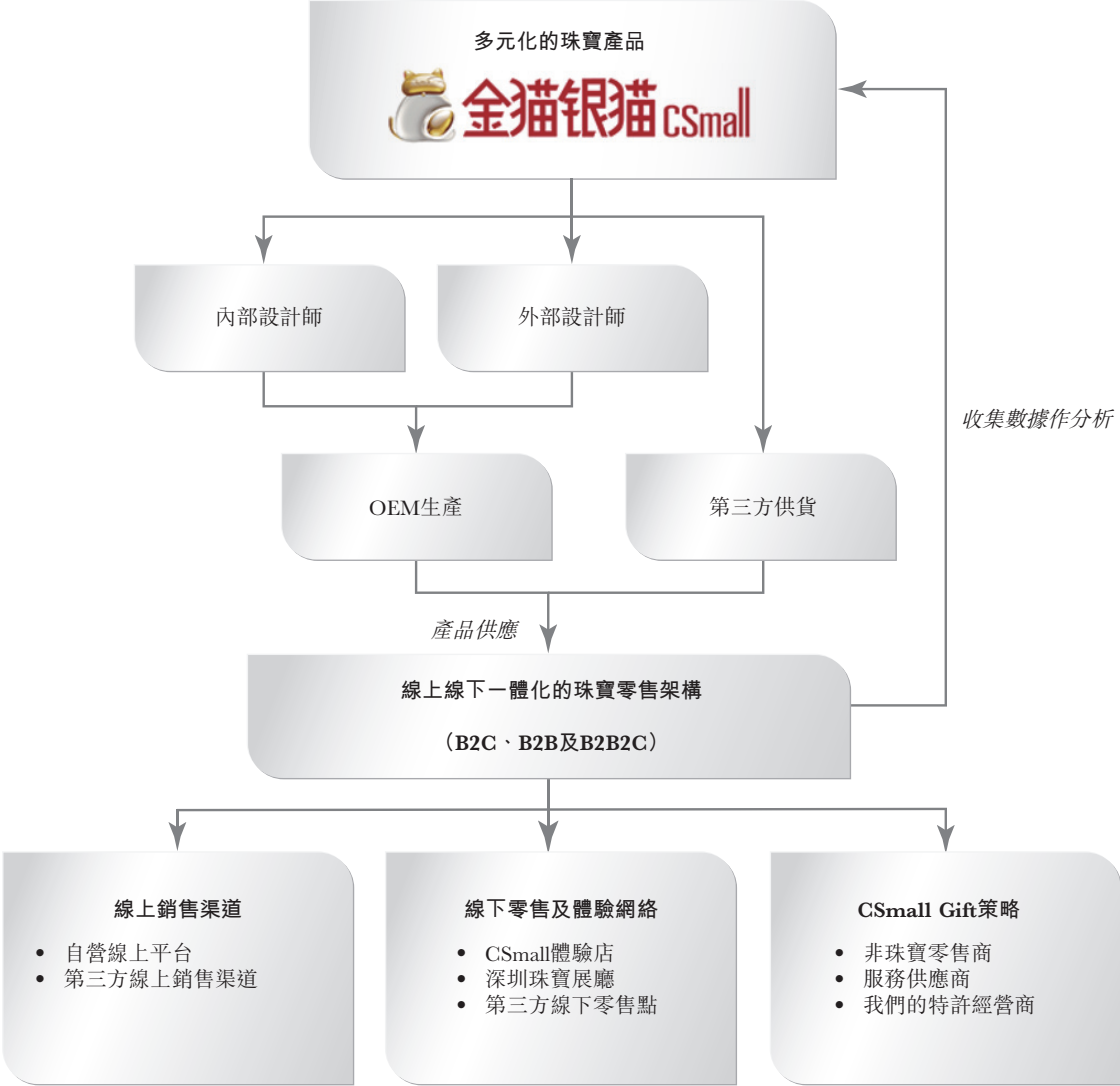 多元化的珠寶產品
金猫银猫 CSmall
內部設計師
外部設計師
收集數據作分析
OEM生產
第三方供貨
產品供應
線上線下一體化的珠寶零售架構
（B2C、B2B及B2B2C）
線上銷售渠道
• 自營線上平台
• 第三方線上銷售渠道
線下零售及體驗網絡
• CSmall體驗店
• 深圳珠寶展廳
• 第三方線下零售點
CSmall Gift策略
• 非珠寶零售商
• 服務供應商
• 我們的特許經營商